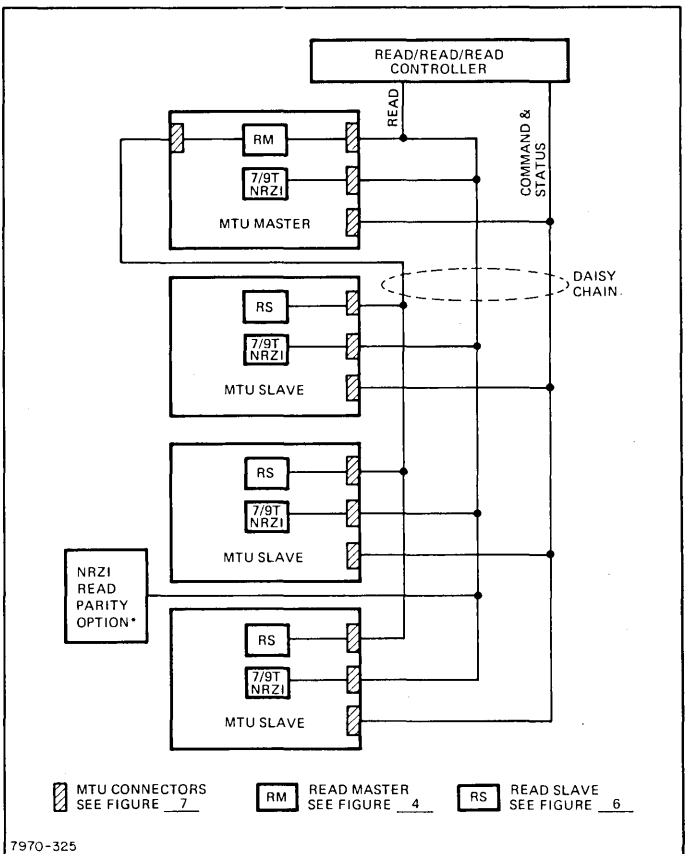 READ/READ/READ
CONTROLLER
READ
COMMAND &
STATUS
RM
7/9T
NRZI
MTU MASTER
DAISY
CHAIN
RS
7/9T
NRZI
MTU SLAVE
RS
7/9T
NRZI
MTU SLAVE
NRZI
READ
PARITY
OPTION*
RS
7/9T
NRZI
MTU SLAVE
MTU CONNECTORS
SEE FIGURE 7
RM
READ MASTER
SEE FIGURE 4
RS
READ SLAVE
SEE FIGURE 6
7970-325